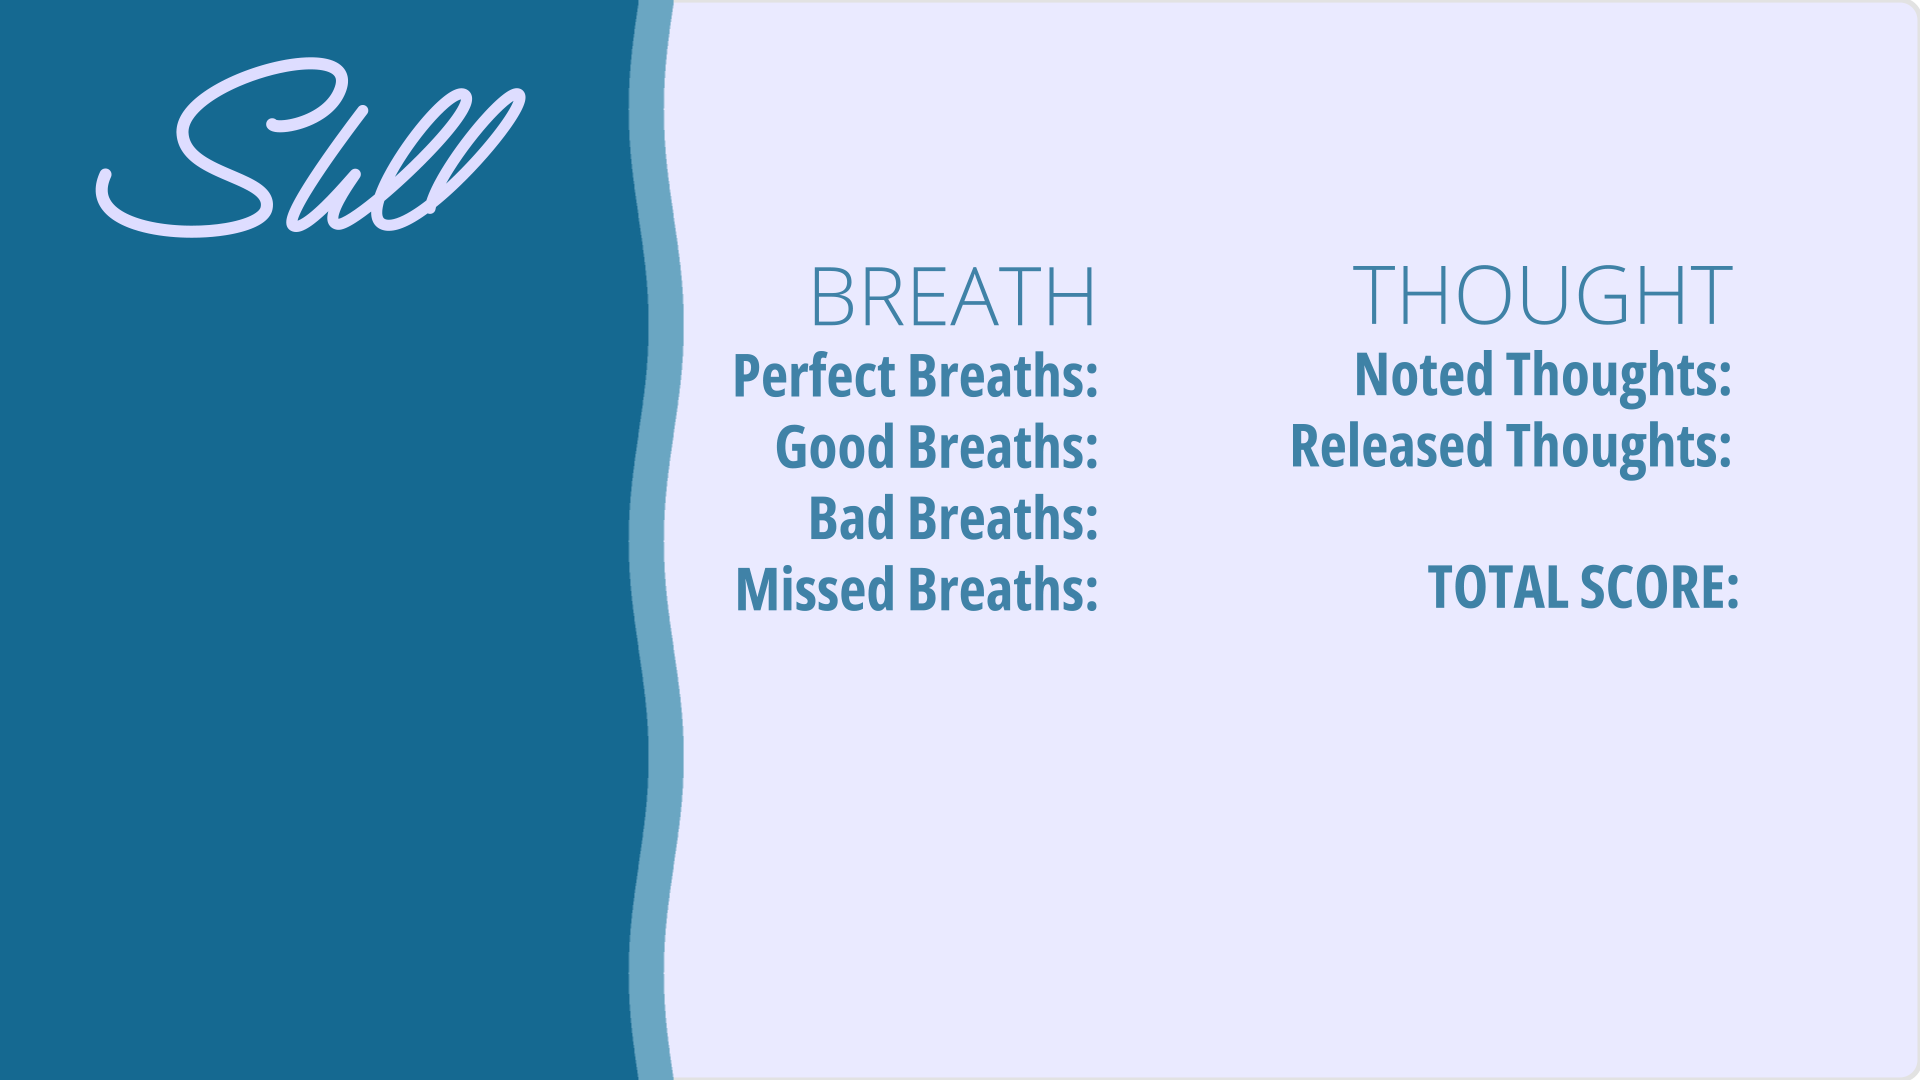 Still
BREATH
Perfect Breaths:
Good Breaths:
Bad Breaths:
Missed Breaths:
THOUGHT
Noted Thoughts:
Released Thoughts:
TOTAL SCORE: